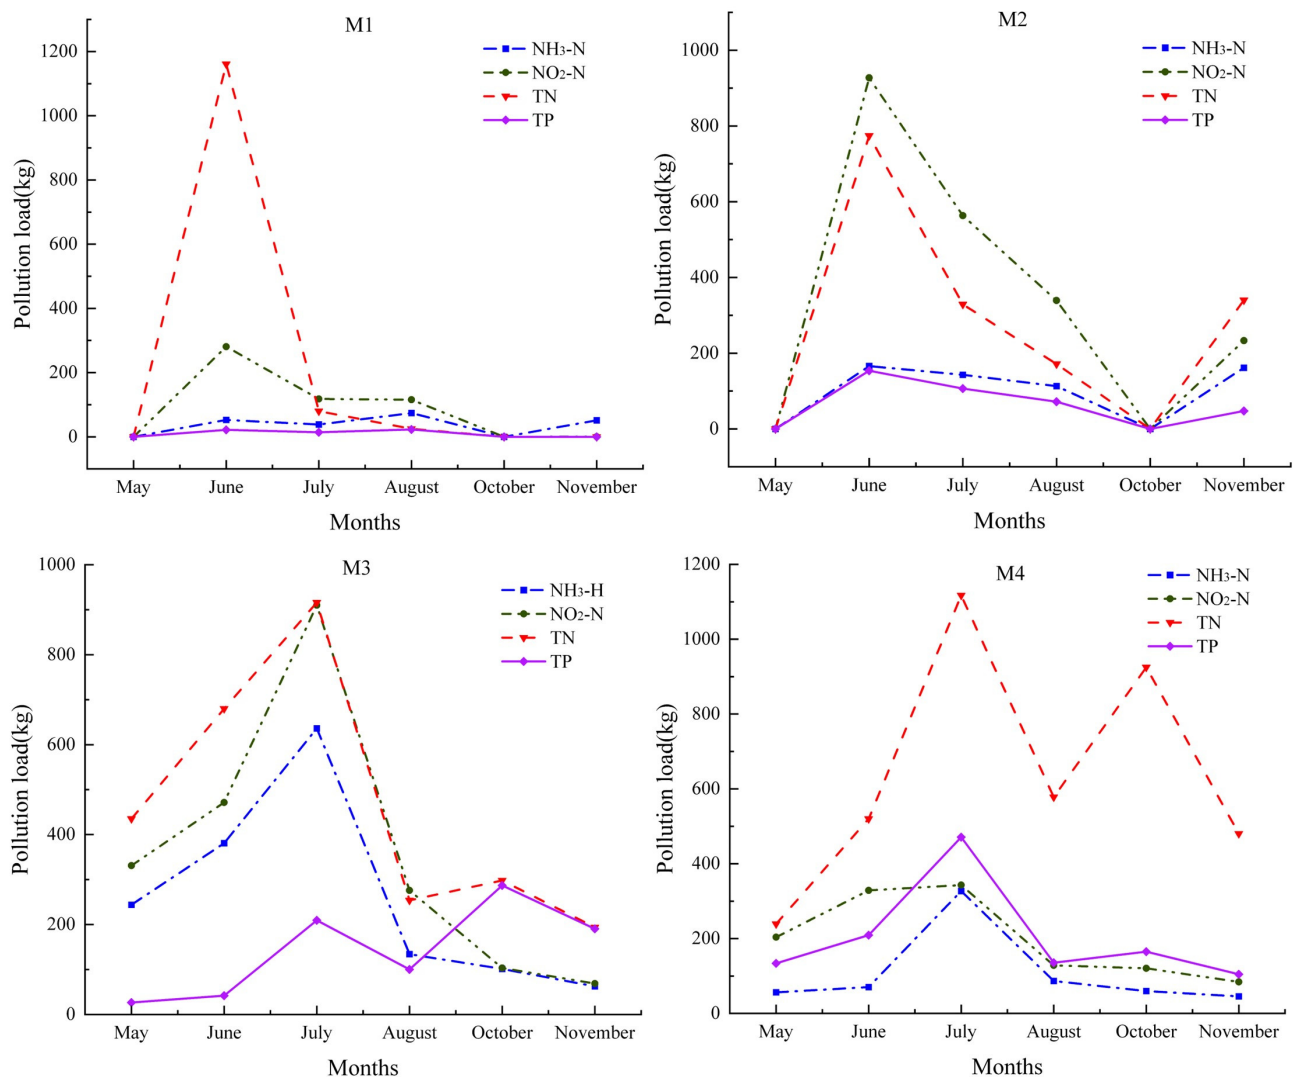 M1
NH3-N
NO2-N
TN
TP
1200
1000
800
600
400
200
0
Pollution load(kg)
May June July August October November
Months
M2
NH3-N
NO2-N
TN
TP
1000
800
600
400
200
0
Pollution load(kg)
May June July August October November
Months
M3
NH3-H
NO2-N
TN
TP
1000
800
600
400
200
0
Pollution load(kg)
May June July August October November
Months
M4
NH3-N
NO2-N
TN
TP
1200
1000
800
600
400
200
0
Pollution load(kg)
May June July August October November
Months